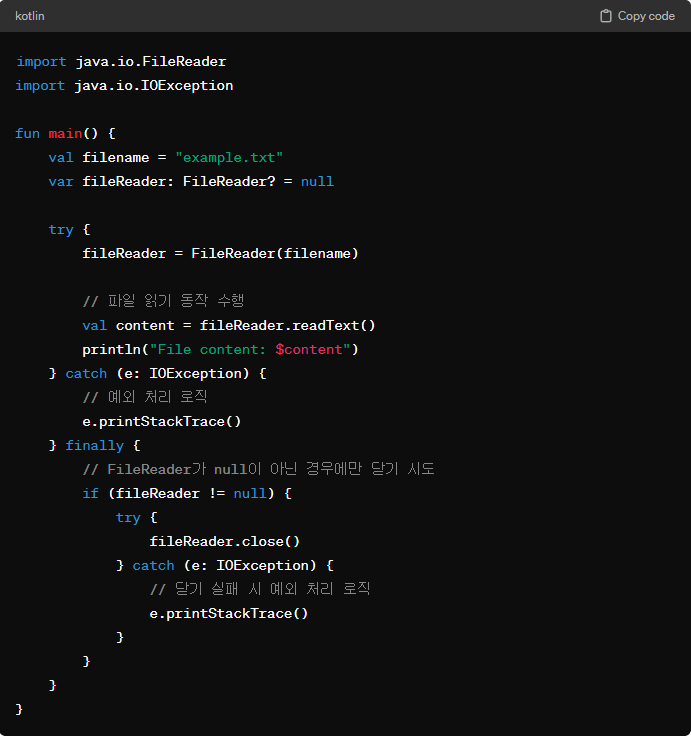 kotlin
Copy code
import java.io.FileReader
import java.io.IOException
fun main() {
    val filename = "example.txt"
    var fileReader: FileReader? = null
    try {
        fileReader = FileReader(filename)
        // 파일 읽기 동작 수행
        val content = fileReader.readText()
        println("File content: $content")
    } catch (e: IOException) {
        // 예외 처리 로직
        e.printStackTrace()
    } finally {
        // FileReader가 null이 아닌 경우에만 닫기 시도
        if (fileReader != null) {
            try {
                fileReader.close()
            } catch (e: IOException) {
                // 닫기 실패 시 예외 처리 로직
                e.printStackTrace()
            }
        }
    }
}